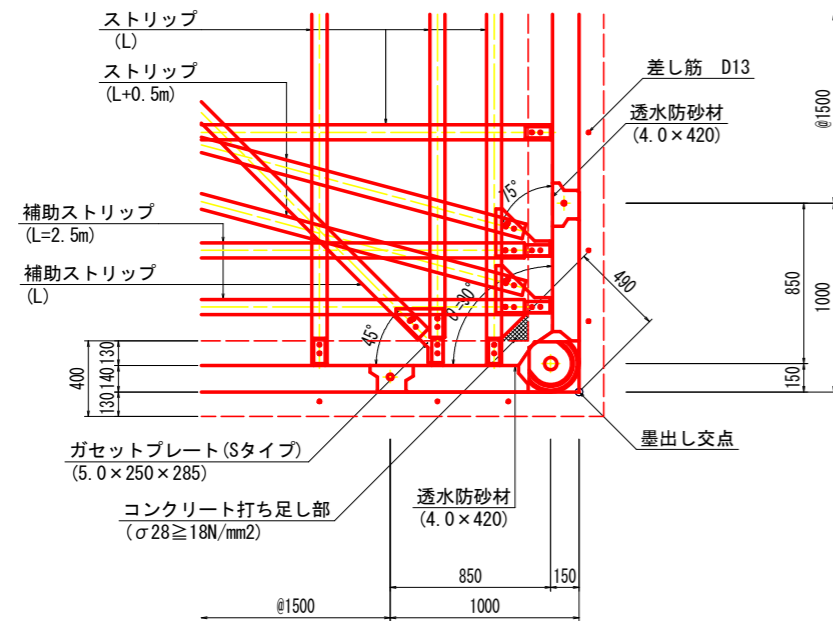 ストリップ
(L)
ストリップ
(L+0.5m)
差し筋 D13
透水防砂材
(4.0×420)
@1500
75°
補助ストリップ
(L=2.5m)
補助ストリップ
(L)
θ=90°
490
850
1000
45°
400
130
140
130
150
墨出し交点
ガセットプレート(Sタイプ)
(5.0×250×285)
透水防砂材
(4.0×420)
コンクリート打ち足し部
(σ28≧18N/mm2)
850
150
@1500
1000